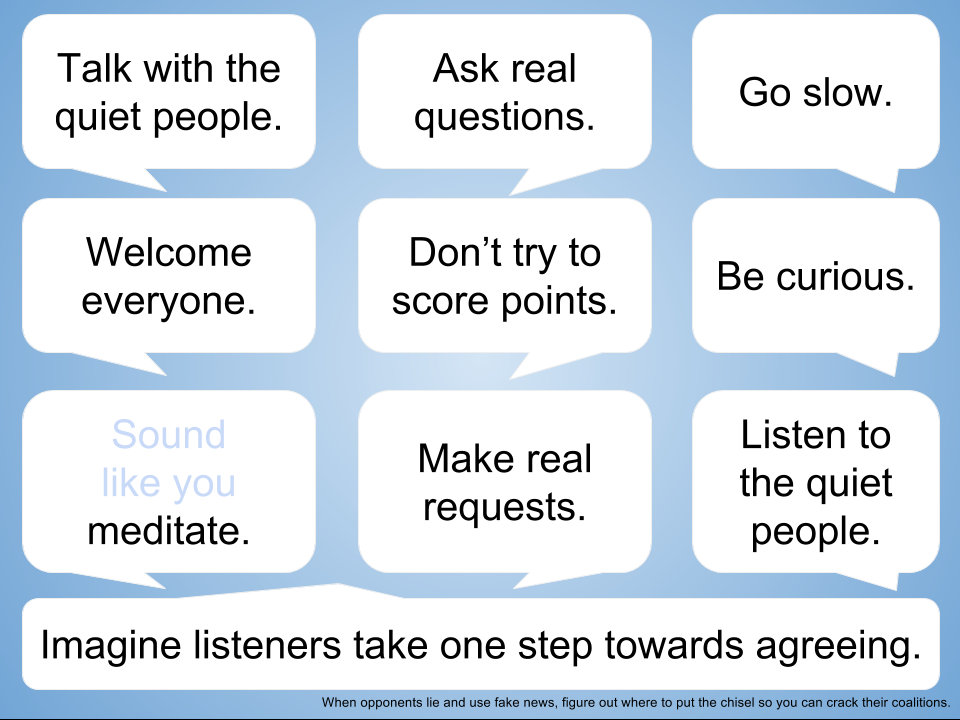 Talk with the
quiet people.
Ask real
questions.
Go slow.
Welcome
everyone.
Don’t try to
score points.
Be curious.
Sound
like you
meditate.
Make real
requests.
Listen to
the quiet
people.
Imagine listeners take one step towards agreeing.
When opponents lie and use fake news, figure out where to put the chisel so you can crack their coalitions.